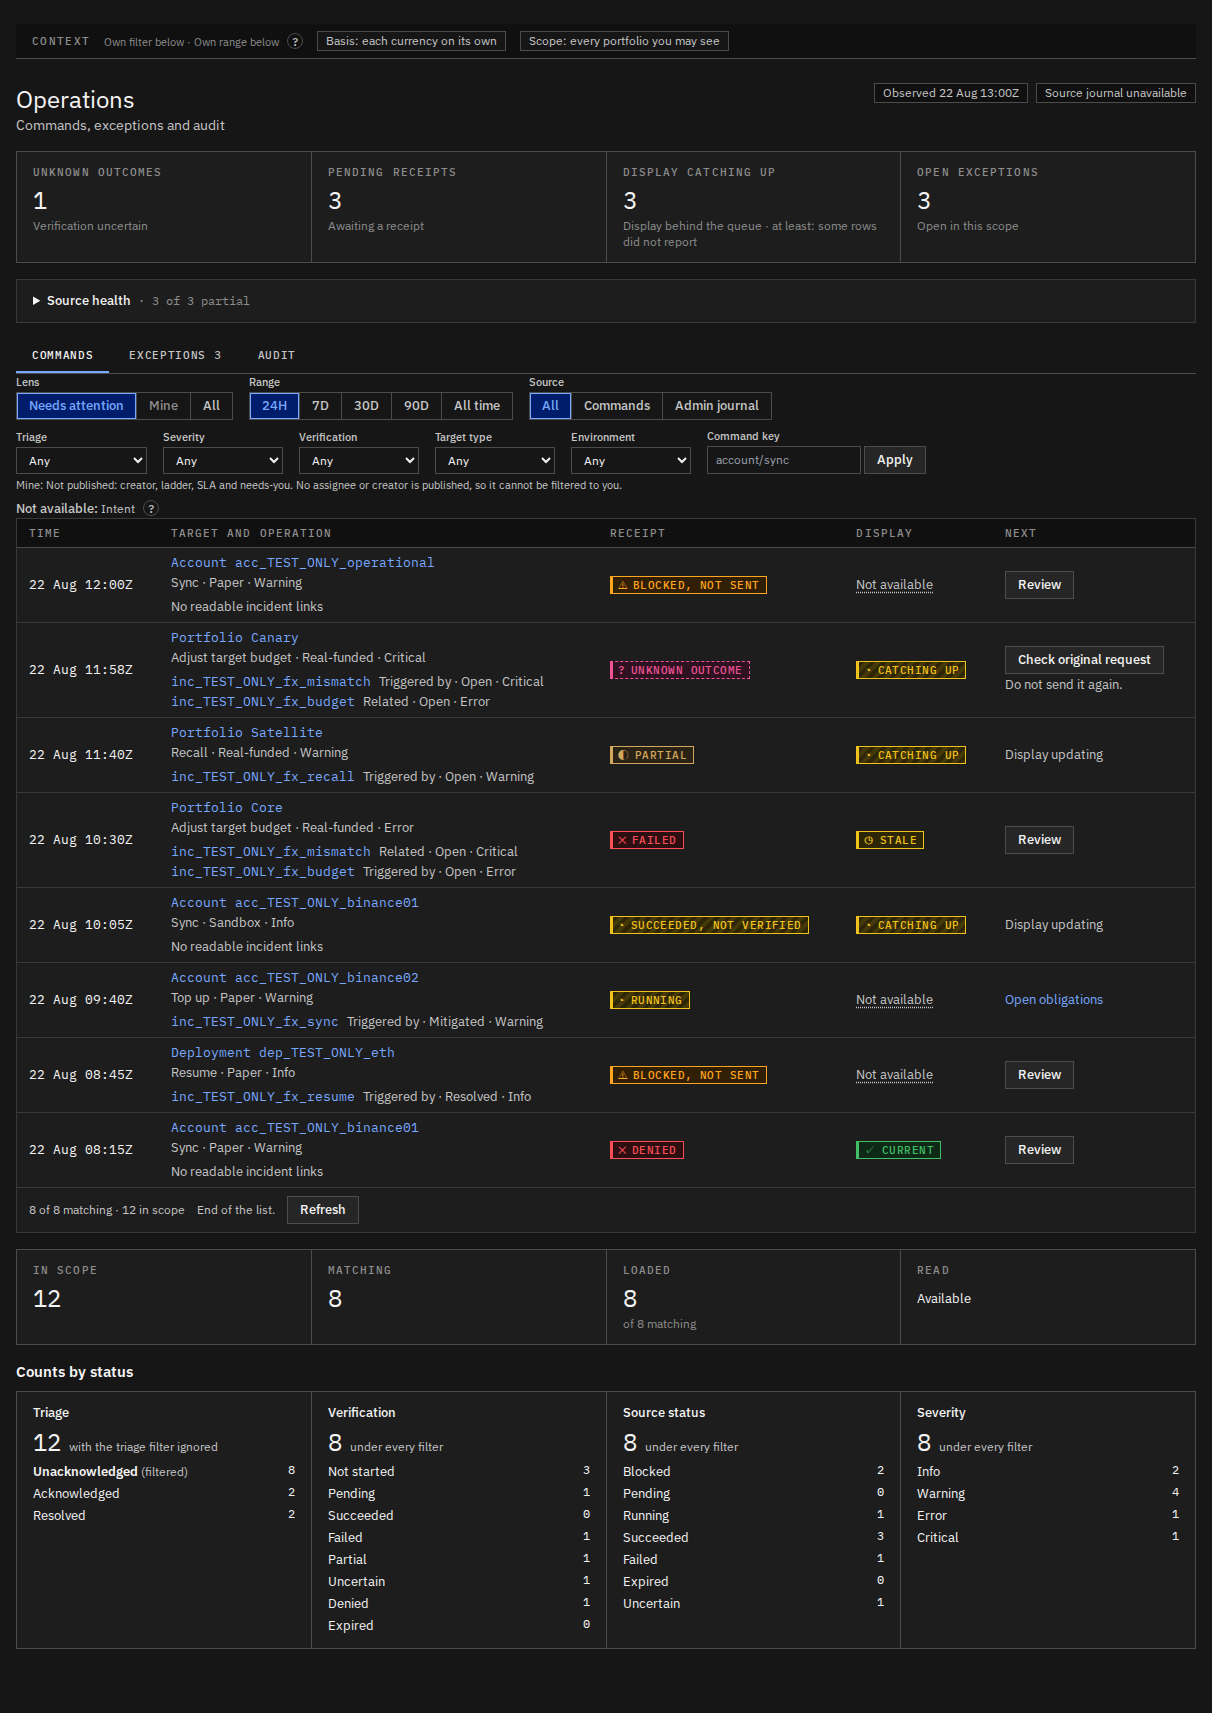 CONTEXT Own filter below · Own range below ? Basis: each currency on its own Scope: every portfolio you may see
Operations
Observed 22 Aug 13:00Z Source journal unavailable
Commands, exceptions and audit
UNKNOWN OUTCOMES PENDING RECEIPTS DISPLAY CATCHING UP OPEN EXCEPTIONS
1 3 3 3
Verification uncertain Awaiting a receipt Display behind the queue · at least: some rows did not report Open in this scope
▶ Source health · 3 of 3 partial
COMMANDS EXCEPTIONS 3 AUDIT
Lens Range Source
Needs attention Mine All 24H 7D 30D 90D All time All Commands Admin journal
Triage Severity Verification Target type Environment Command key
Any Any Any Any Any account/sync Apply
Mine: Not published: creator, ladder, SLA and needs-you. No assignee or creator is published, so it cannot be filtered to you.
Not available: Intent ?
TIME TARGET AND OPERATION RECEIPT DISPLAY NEXT
Account acc_TEST_ONLY_operational
22 Aug 12:00Z Sync · Paper · Warning ⚠ BLOCKED, NOT SENT Not available Review
No readable incident links
Portfolio Canary
Adjust target budget · Real-funded · Critical
22 Aug 11:58Z ? UNKNOWN OUTCOME CATCHING UP Check original request
inc_TEST_ONLY_fx_mismatch Triggered by · Open · Critical Do not send it again.
inc_TEST_ONLY_fx_budget Related · Open · Error
Portfolio Satellite
22 Aug 11:40Z Recall · Real-funded · Warning PARTIAL CATCHING UP Display updating
inc_TEST_ONLY_fx_recall Triggered by · Open · Warning
Portfolio Core
Adjust target budget · Real-funded · Error
22 Aug 10:30Z FAILED STALE Review
inc_TEST_ONLY_fx_mismatch Related · Open · Critical
inc_TEST_ONLY_fx_budget Triggered by · Open · Error
Account acc_TEST_ONLY_binance01
22 Aug 10:05Z Sync · Sandbox · Info SUCCEEDED, NOT VERIFIED CATCHING UP Display updating
No readable incident links
Account acc_TEST_ONLY_binance02
22 Aug 09:40Z Top up · Paper · Warning RUNNING Not available Open obligations
inc_TEST_ONLY_fx_sync Triggered by · Mitigated · Warning
Deployment dep_TEST_ONLY_eth
22 Aug 08:45Z Resume · Paper · Info ⚠ BLOCKED, NOT SENT Not available Review
inc_TEST_ONLY_fx_resume Triggered by · Resolved · Info
Account acc_TEST_ONLY_binance01
22 Aug 08:15Z Sync · Paper · Warning DENIED ✓ CURRENT Review
No readable incident links
8 of 8 matching · 12 in scope End of the list. Refresh
IN SCOPE MATCHING LOADED READ
12 8 8 Available
of 8 matching
Counts by status
Triage Verification Source status Severity
12 with the triage filter ignored 8 under every filter 8 under every filter 8 under every filter
Unacknowledged (filtered) 8 Not started 3 Blocked 2 Info 2
Acknowledged 2 Pending 1 Pending 0 Warning 4
Resolved 2 Succeeded 0 Running 1 Error 1
Failed 1 Succeeded 3 Critical 1
Partial 1 Failed 1
Uncertain 1 Expired 0
Denied 1 Uncertain 1
Expired 0